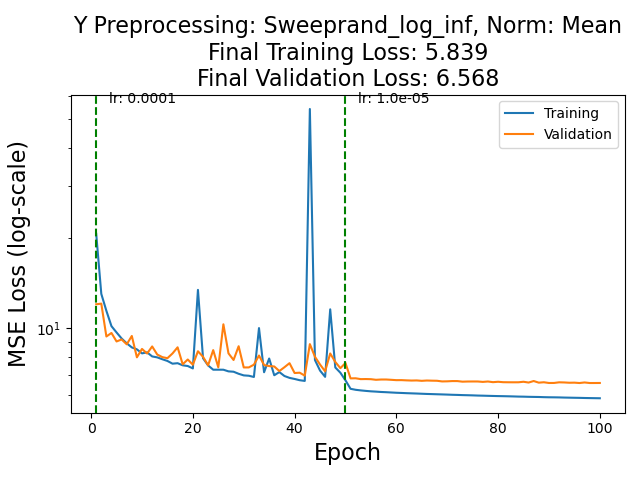 Y Preprocessing: Sweeprand_log_inf, Norm: Mean
Final Training Loss: 5.839
Final Validation Loss: 6.568
lr: 0.0001
lr: 1.0e-05
Training
Validation
MSE Loss (log-scale)
10¹
0 20 40 60 80 100
Epoch